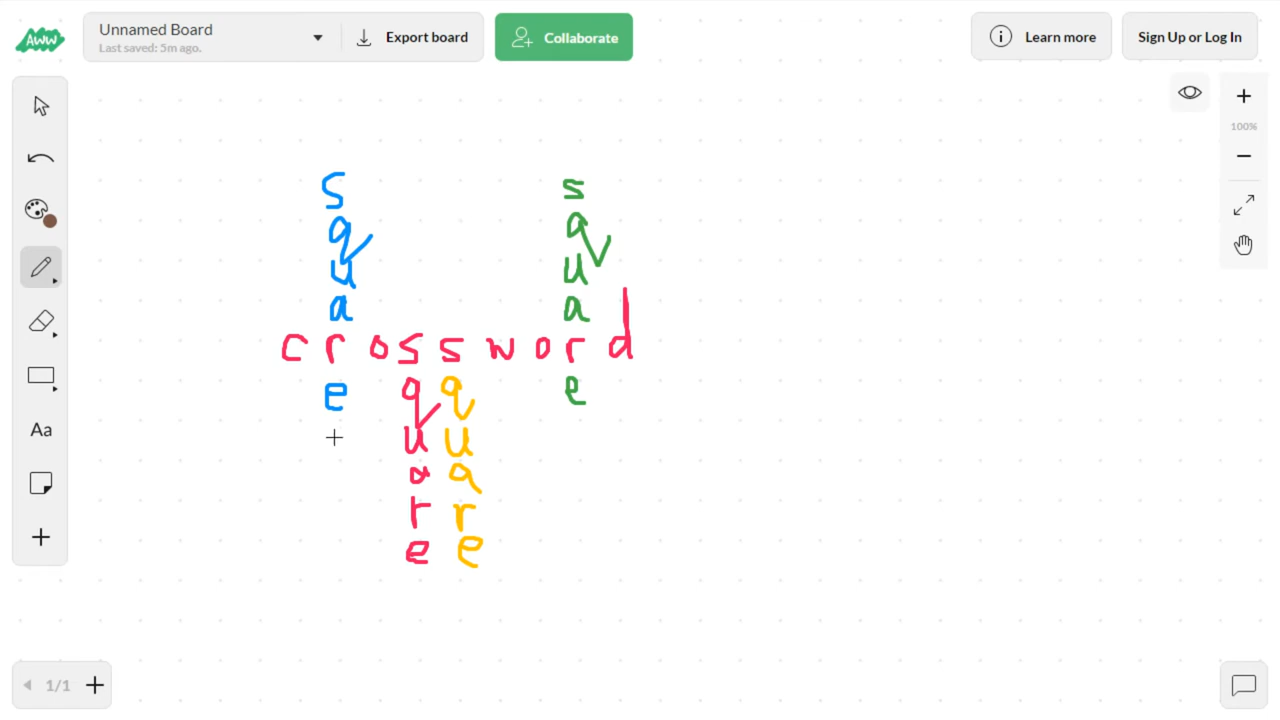 AWW
Unnamed Board
Last saved: 5m ago.
Export board
Collaborate
Learn more
Sign Up or Log In
100%
square
square
crossword
square
square
Aa
1/1